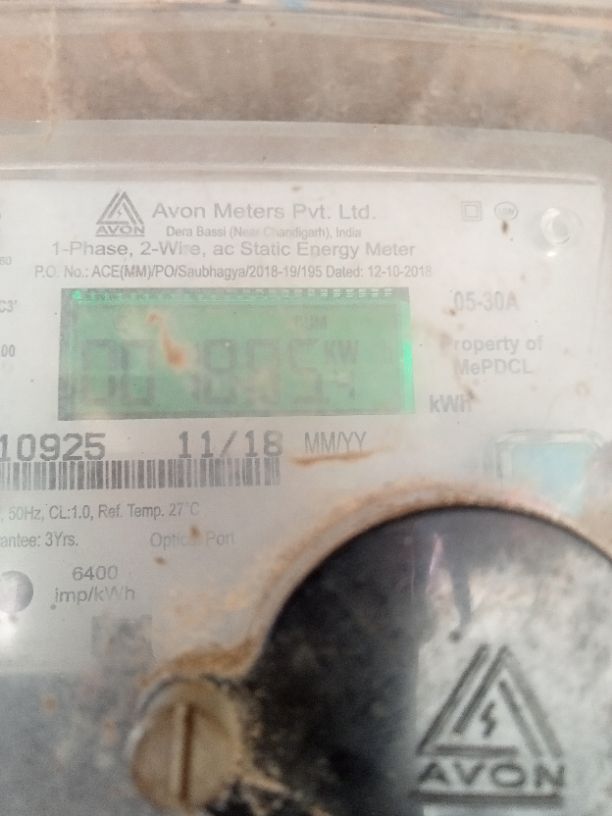 AVON
Avon Meters Pvt. Ltd.
Dera Bassi (Near Chandigarh), India
1-Phase, 2-Wire, ac Static Energy Meter
P.O. No.: ACE(MM)/PO/Saubhagya/2018-19/195 Dated: 12-10-2018
05-30A
Property of
MePDCL
KW
kWh
10925 11/18 MM/YY
, 50Hz, CL:1.0, Ref. Temp. 27°C
antee: 3Yrs. Optical Port
6400
imp/kWh
AVON